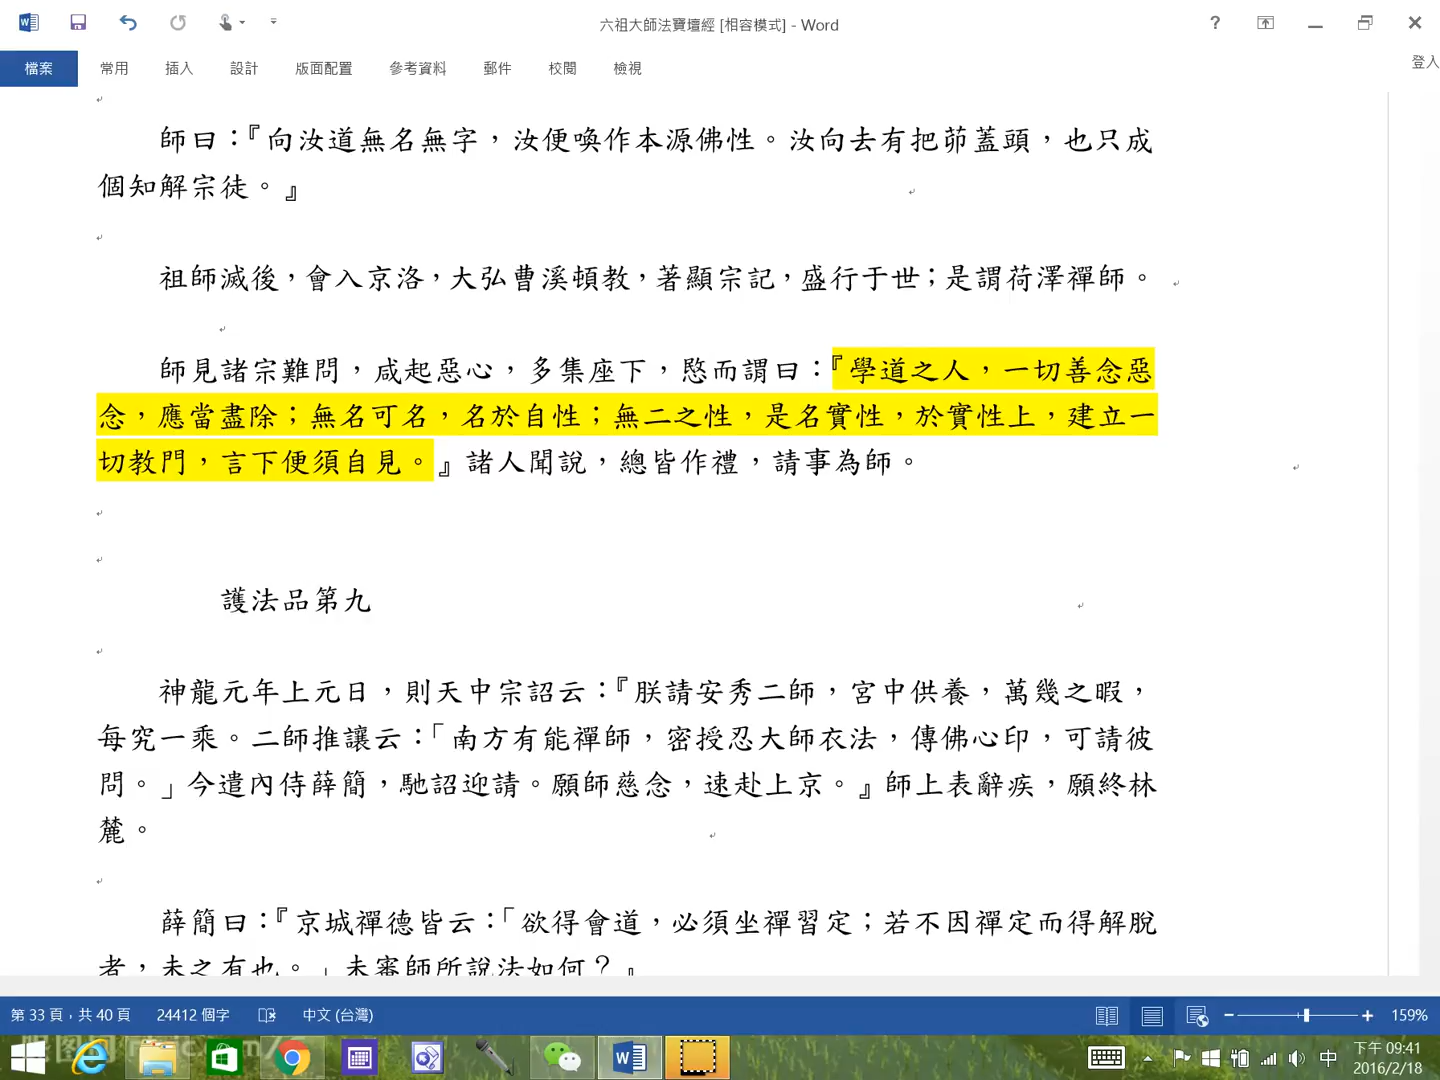 六祖大師法寶壇經 [相容模式] - Word
?
檔案 常用 插入 設計 版面配置 參考資料 郵件 校閱 檢視 登入
師曰：『向汝道無名無字，汝便喚作本源佛性。汝向去有把茆蓋頭，也只成
個知解宗徒。』
祖師滅後，會入京洛，大弘曹溪頓教，著顯宗記，盛行于世；是謂荷澤禪師。
師見諸宗難問，咸起惡心，多集座下，愍而謂曰：『學道之人，一切善念惡
念，應當盡除；無名可名，名於自性；無二之性，是名實性，於實性上，建立一
切教門，言下便須自見。』諸人聞說，總皆作禮，請事為師。
護法品第九
神龍元年上元日，則天中宗詔云：『朕請安秀二師，宮中供養，萬幾之暇，
每究一乘。二師推讓云：「南方有能禪師，密授忍大師衣法，傳佛心印，可請彼
問。」今遣內侍薛簡，馳詔迎請。願師慈念，速赴上京。』師上表辭疾，願終林
麓。
薛簡曰：『京城禪德皆云：「欲得會道，必須坐禪習定；若不因禪定而得解脫
者，未之有也。」未審師所說法如何？』
第 33 頁，共 40 頁 24412 個字 中文 (台灣) 159%
中 下午 09:41
2016/2/18